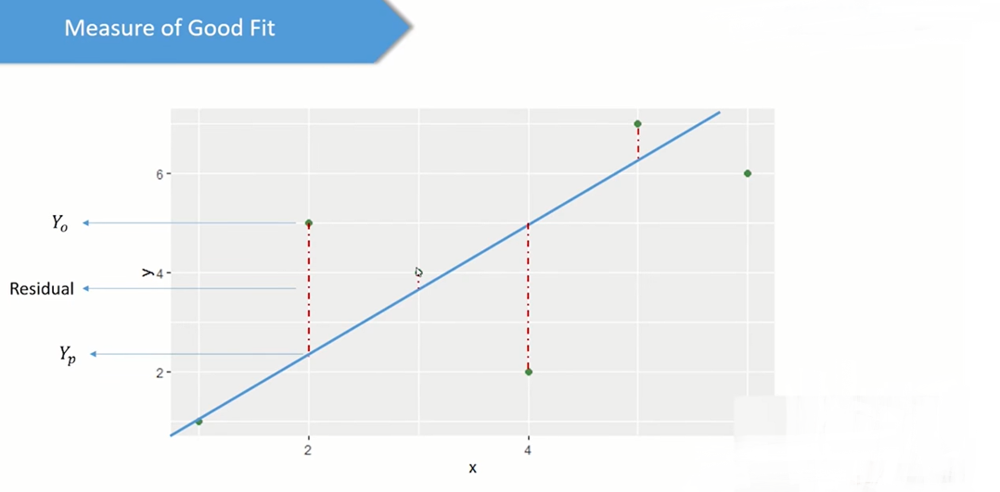 Measure of Good Fit
6
Yₒ
y
4
Residual
Yₚ
2
2
4
x